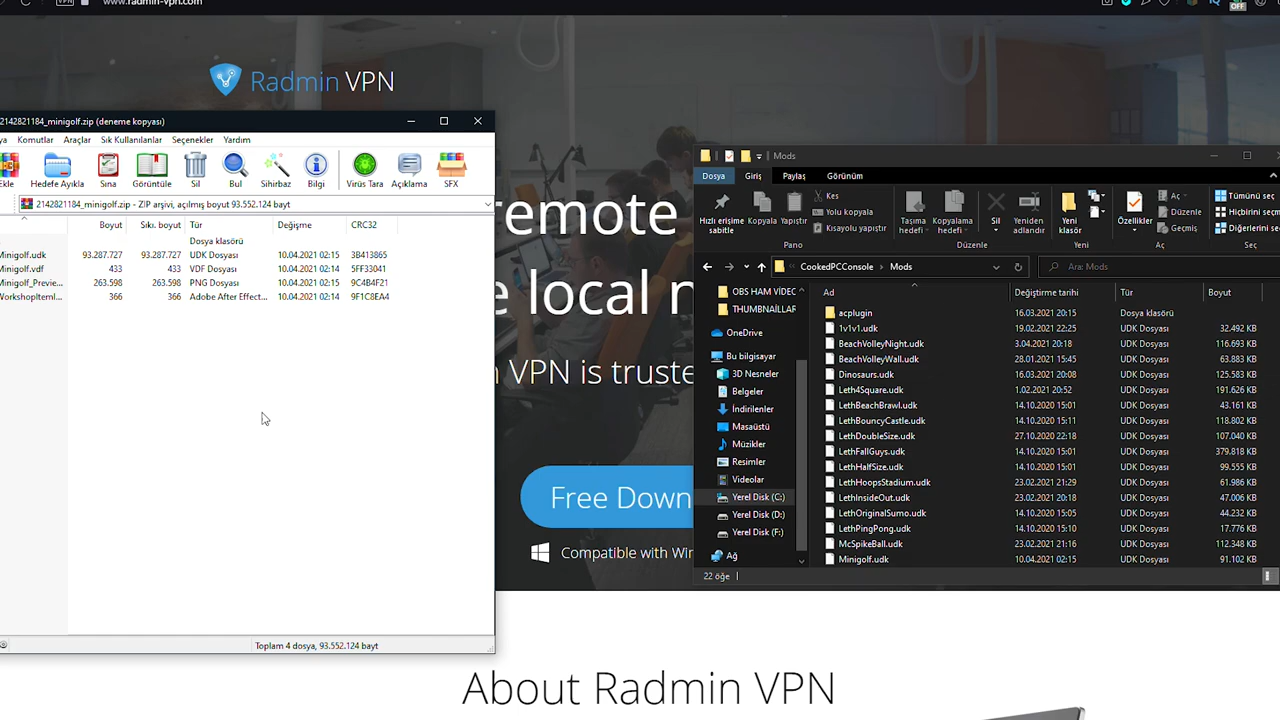 VPN
www.radmin-vpn.com
OFF
Radmin VPN
remote
local n
VPN is truste
Free Down
Compatible with Win
About Radmin VPN
2142821184_minigolf.zip (deneme kopyası)
Komutlar Araçlar Sık Kullanılanlar Seçenekler Yardım
Ekle Hedefe Ayıkla Sına Görüntüle Sil Bul Sihirbaz Bilgi Virüs Tara Açıklama SFX
2142821184_minigolf.zip - ZIP arşivi, açılmış boyut 93.552.124 bayt
Boyut Sıkı. boyut Tür Değişme CRC32
Dosya klasörü
Minigolf.udk 93.287.727 93.287.727 UDK Dosyası 10.04.2021 02:15 3B413865
Minigolf.vdf 433 433 VDF Dosyası 10.04.2021 02:15 5FF33041
Minigolf_Previe... 263.598 263.598 PNG Dosyası 10.04.2021 02:14 9C4B4F21
WorkshopItemI... 366 366 Adobe After Effect... 10.04.2021 02:14 9F1C8EA4
Toplam 4 dosya, 93.552.124 bayt
Mods
Dosya Giriş Paylaş Görünüm
Hızlı erişime sabitle
Kopyala
Yapıştır
Kes
Yolu kopyala
Kısayolu yapıştır
Taşıma hedefi
Kopyalama hedefi
Sil
Yeniden adlandır
Yeni klasör
Özellikler
Aç
Düzenle
Geçmiş
Tümünü seç
Hiçbirini seç
Diğerlerini se
Pano Düzenle Yeni Aç Seç
CookedPCConsole Mods
Ara: Mods
OBS HAM VİDEO
THUMBNAİLLAR
OneDrive
Bu bilgisayar
3D Nesneler
Belgeler
İndirilenler
Masaüstü
Müzikler
Resimler
Videolar
Yerel Disk (C:)
Yerel Disk (D:)
Yerel Disk (F:)
Ağ
Ad Değiştirme tarihi Tür Boyut
acplugin 16.03.2021 20:15 Dosya klasörü
1v1v1.udk 19.02.2021 22:25 UDK Dosyası 32.492 KB
BeachVolleyNight.udk 3.04.2021 20:18 UDK Dosyası 116.693 KB
BeachVolleyWall.udk 28.01.2021 15:45 UDK Dosyası 63.883 KB
Dinosaurs.udk 16.03.2021 20:08 UDK Dosyası 125.583 KB
Leth4Square.udk 1.02.2021 20:52 UDK Dosyası 191.626 KB
LethBeachBrawl.udk 14.10.2020 15:01 UDK Dosyası 43.161 KB
LethBouncyCastle.udk 14.10.2020 15:11 UDK Dosyası 118.802 KB
LethDoubleSize.udk 27.10.2020 22:18 UDK Dosyası 107.040 KB
LethFallGuys.udk 14.10.2020 15:01 UDK Dosyası 379.818 KB
LethHalfSize.udk 14.10.2020 15:01 UDK Dosyası 99.555 KB
LethHoopsStadium.udk 23.02.2021 21:29 UDK Dosyası 61.986 KB
LethInsideOut.udk 23.02.2021 20:18 UDK Dosyası 47.006 KB
LethOriginalSumo.udk 14.10.2020 15:05 UDK Dosyası 44.232 KB
LethPingPong.udk 14.10.2020 15:10 UDK Dosyası 17.776 KB
McSpikeBall.udk 23.02.2021 21:16 UDK Dosyası 112.348 KB
Minigolf.udk 10.04.2021 02:15 UDK Dosyası 91.102 KB
22 öğe